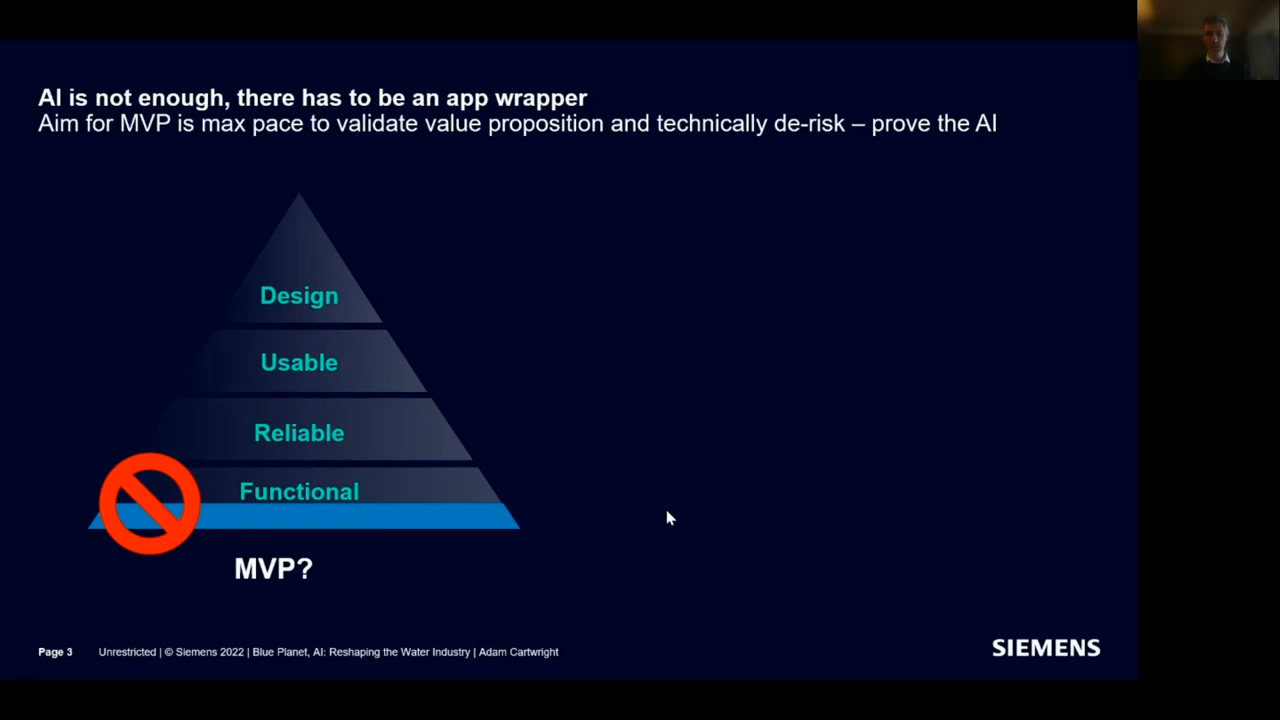 AI is not enough, there has to be an app wrapper
Aim for MVP is max pace to validate value proposition and technically de-risk – prove the AI
Design
Usable
Reliable
Functional
MVP?
Page 3 Unrestricted | © Siemens 2022 | Blue Planet, AI: Reshaping the Water Industry | Adam Cartwright
SIEMENS